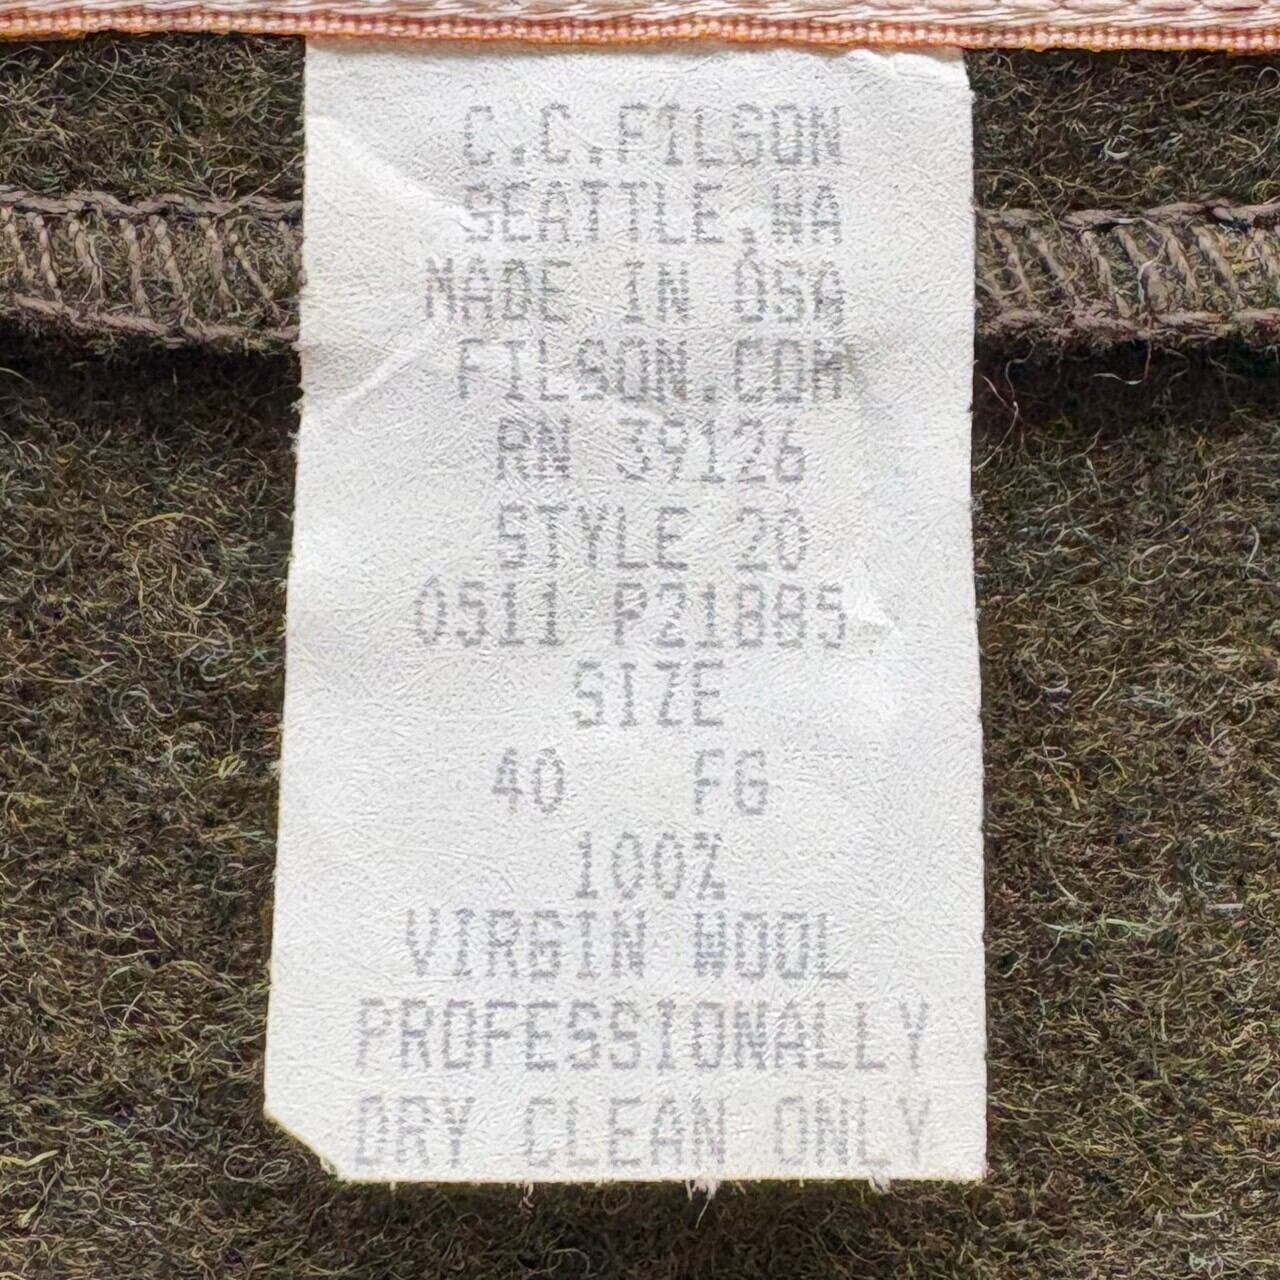 C.C.FILSON
SEATTLE,WA
MADE IN USA
FILSON.COM
RN 39126
STYLE 20
0511 P21885
SIZE
40 FG
100%
VIRGIN WOOL
PROFESSIONALLY
DRY CLEAN ONLY